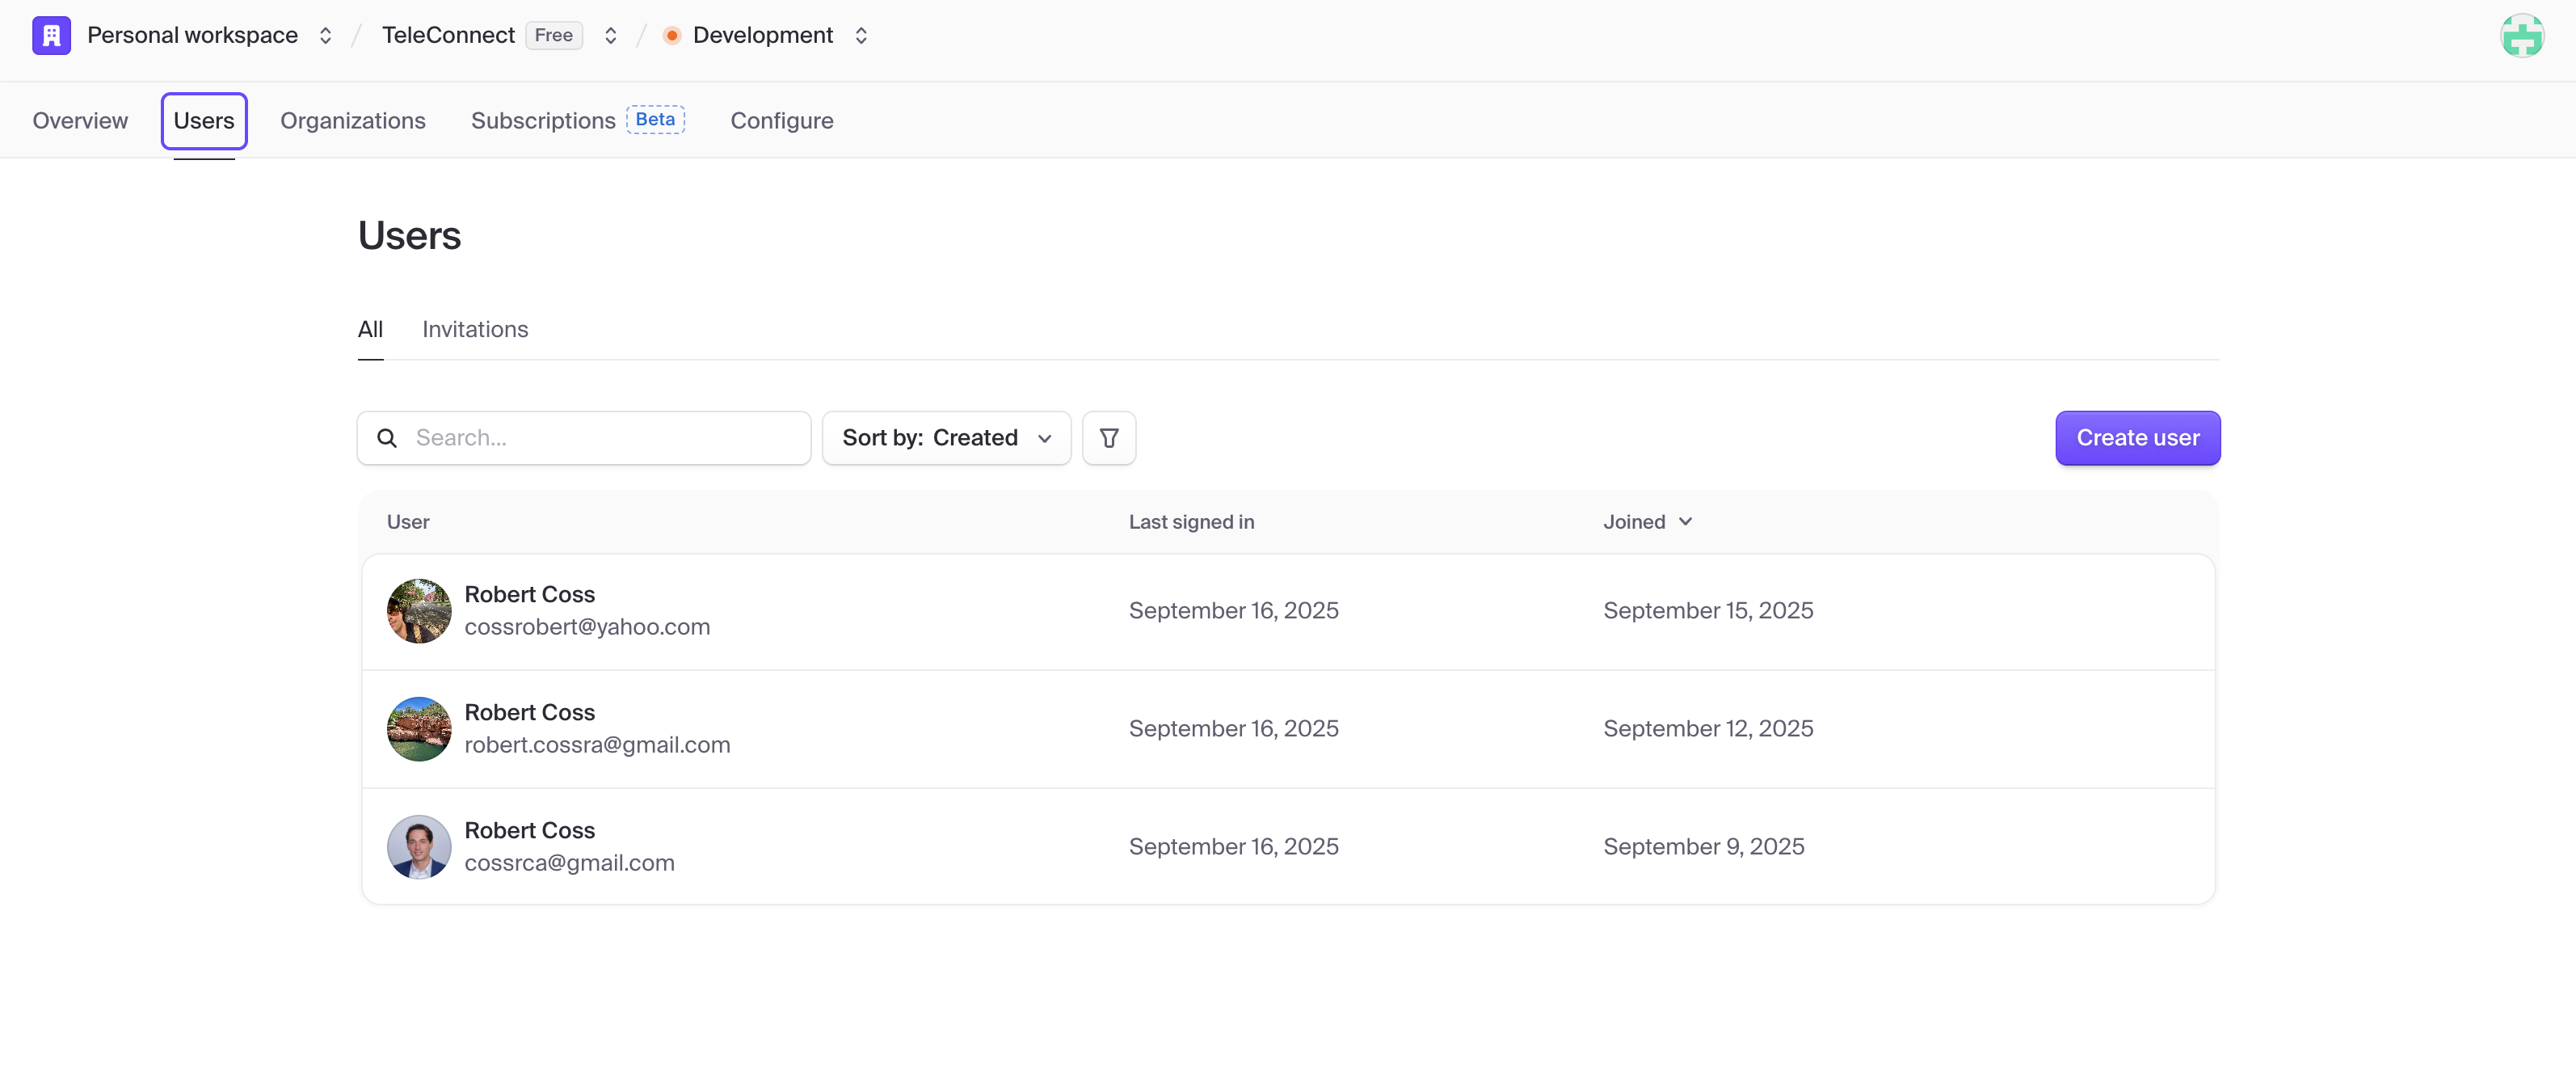 Personal workspace / TeleConnect Free / Development
Overview Users Organizations Subscriptions Beta Configure
Users
All Invitations
Search... Sort by: Created Create user
User Last signed in Joined
Robert Coss
cossrobert@yahoo.com
September 16, 2025 September 15, 2025
Robert Coss
robert.cossra@gmail.com
September 16, 2025 September 12, 2025
Robert Coss
cossrca@gmail.com
September 16, 2025 September 9, 2025